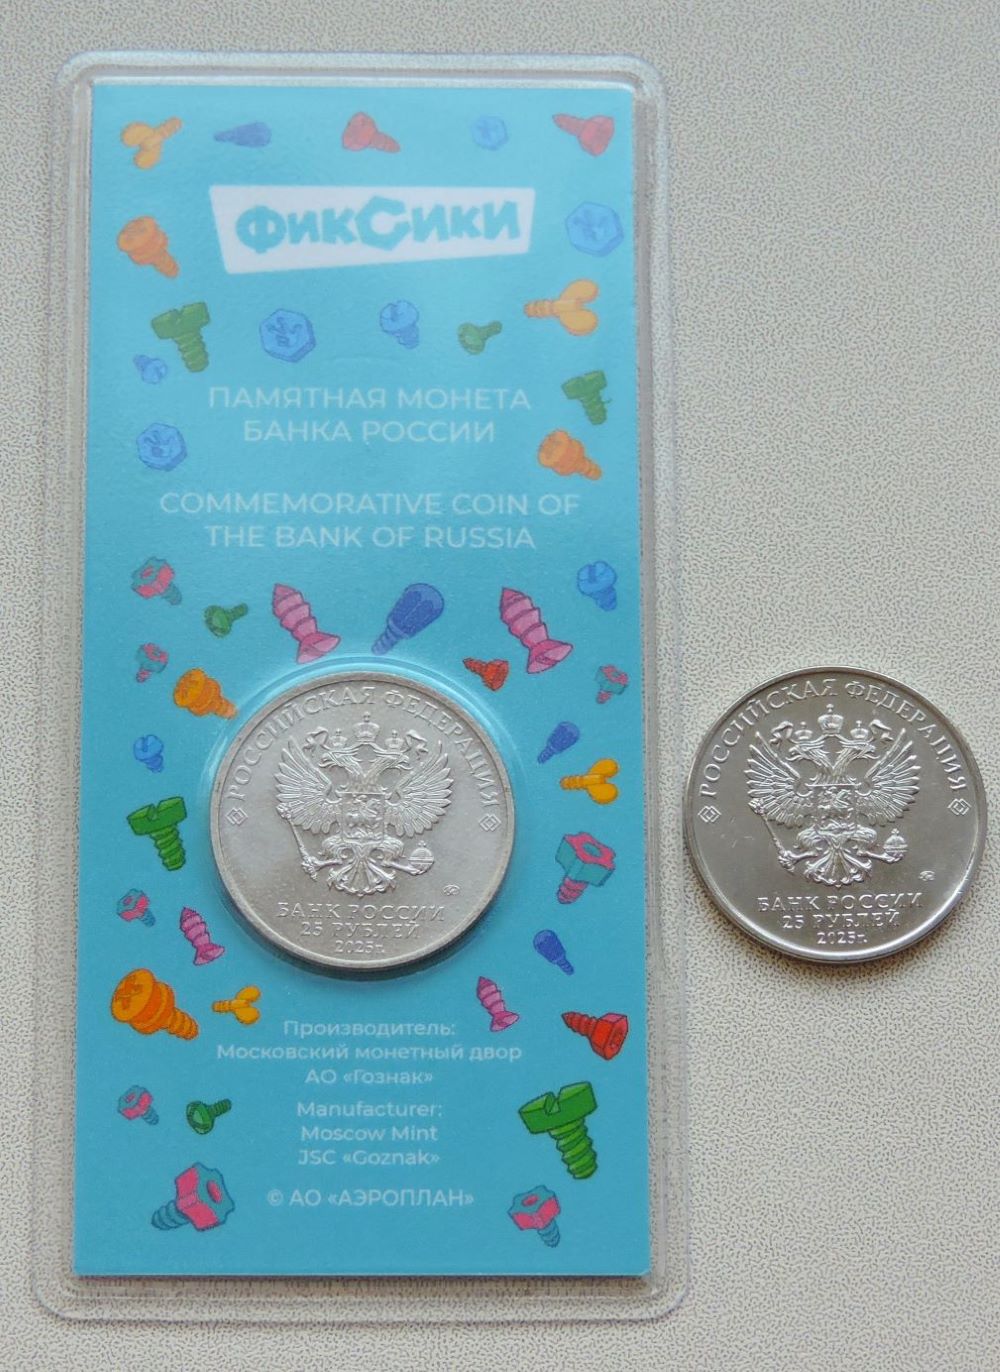 ФИКСИКИ
ПАМЯТНАЯ МОНЕТА
БАНКА РОССИИ
COMMEMORATIVE COIN OF
THE BANK OF RUSSIA
РОССИЙСКАЯ ФЕДЕРАЦИЯ
БАНК РОССИИ
25 РУБЛЕЙ
2025г.
РОССИЙСКАЯ ФЕДЕРАЦИЯ
БАНК РОССИИ
25 РУБЛЕЙ
2025г.
Производитель:
Московский монетный двор
АО «Гознак»
Manufacturer:
Moscow Mint
JSC «Goznak»
© АО «АЭРОПЛАН»